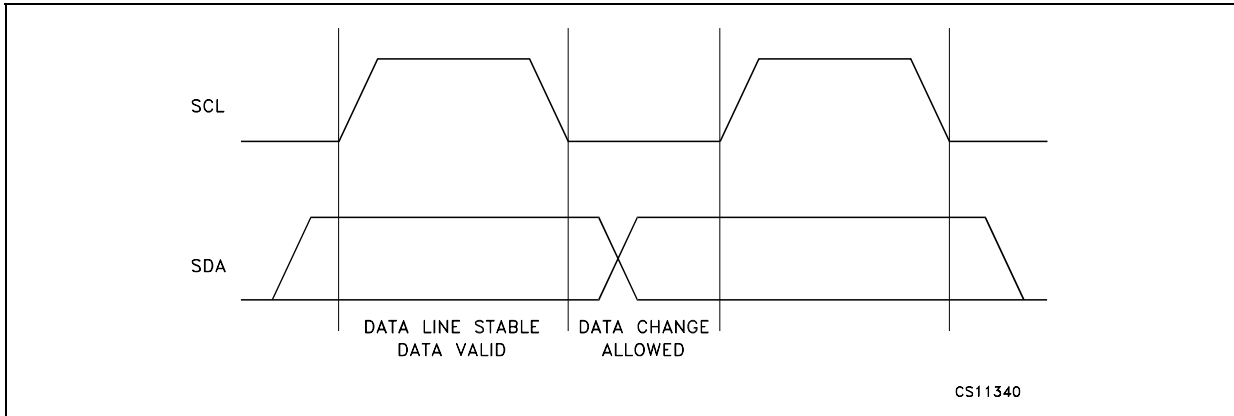 SCL
SDA
DATA LINE STABLE
DATA VALID
DATA CHANGE
ALLOWED
CS11340